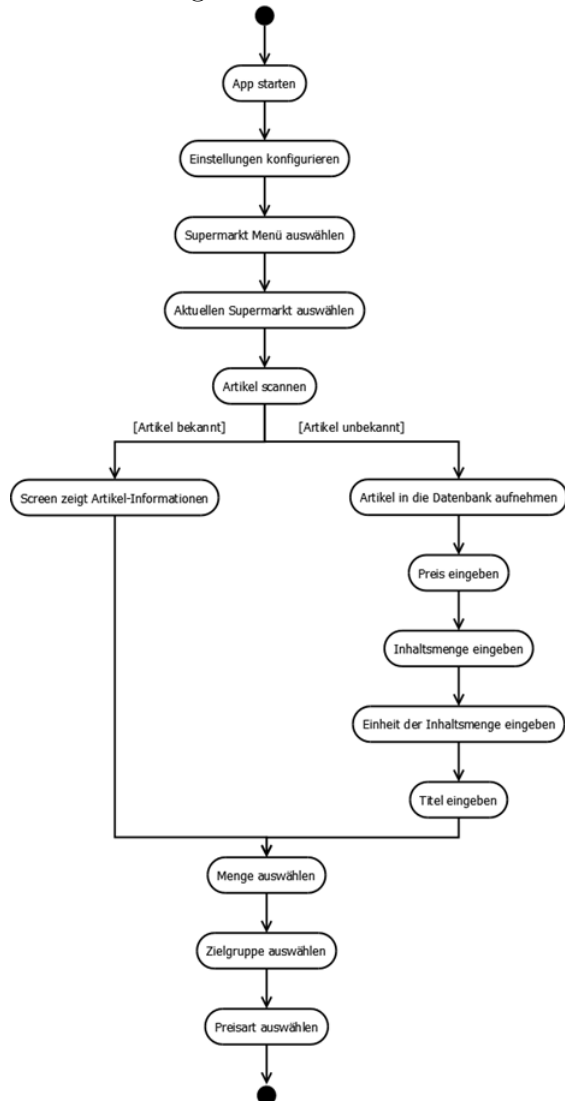 App starten
Einstellungen konfigurieren
Supermarkt Menü auswählen
Aktuellen Supermarkt auswählen
Artikel scannen
[Artikel bekannt]
[Artikel unbekannt]
Screen zeigt Artikel-Informationen
Artikel in die Datenbank aufnehmen
Preis eingeben
Inhaltsmenge eingeben
Einheit der Inhaltsmenge eingeben
Titel eingeben
Menge auswählen
Zielgruppe auswählen
Preisart auswählen